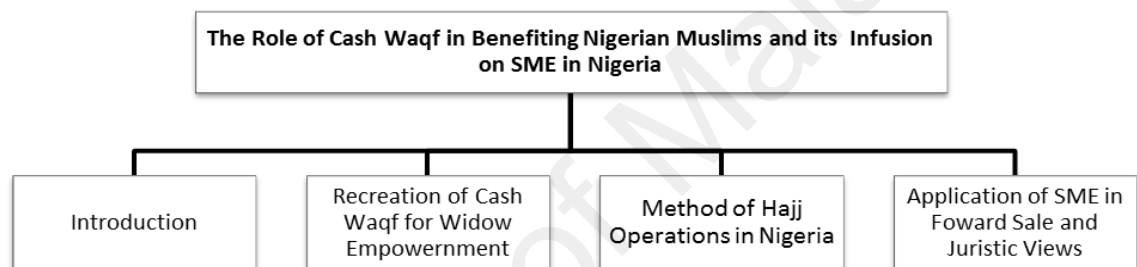 The Role of Cash Waqf in Benefiting Nigerian Muslims and its Infusion
on SME in Nigeria
Introduction
Recreation of Cash
Waqf for Widow
Empowernment
Method of Hajj
Operations in Nigeria
Application of SME in
Foward Sale and
Juristic Views
of